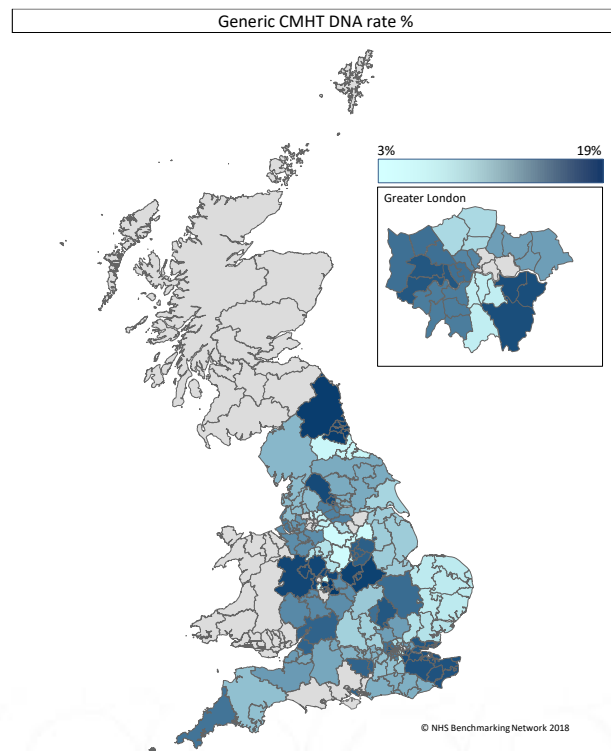 Generic CMHT DNA rate %
3% 19%
Greater London
© NHS Benchmarking Network 2018